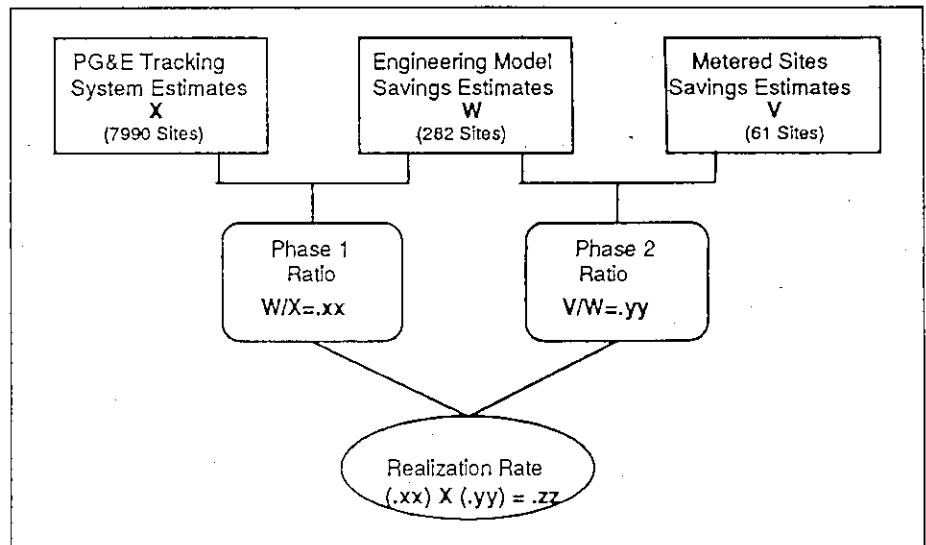 PG&E Tracking
System Estimates
X
(7990 Sites)
Engineering Model
Savings Estimates
W
(282 Sites)
Metered Sites
Savings Estimates
V
(61 Sites)
Phase 1
Ratio
W/X=.xx
Phase 2
Ratio
V/W=.yy
Realization Rate
(.xx) X (.yy) = .zz